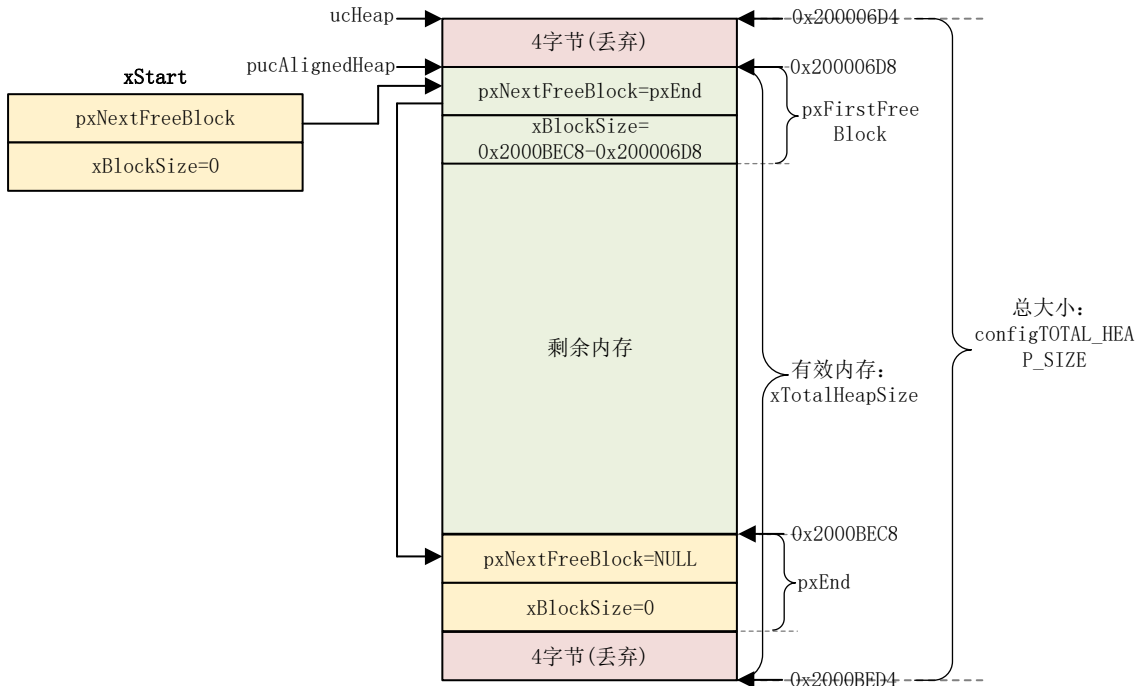 ucHeap
0x200006D4
4字节(丢弃)
pucAlignedHeap
0x200006D8
xStart
pxNextFreeBlock
xBlockSize=0
pxNextFreeBlock=pxEnd
xBlockSize=
0x2000BEC8-0x200006D8
pxFirstFree
Block
剩余内存
有效内存:
xTotalHeapSize
总大小:
configTOTAL_HEA
P_SIZE
0x2000BEC8
pxNextFreeBlock=NULL
xBlockSize=0
pxEnd
4字节(丢弃)
0x2000BED4